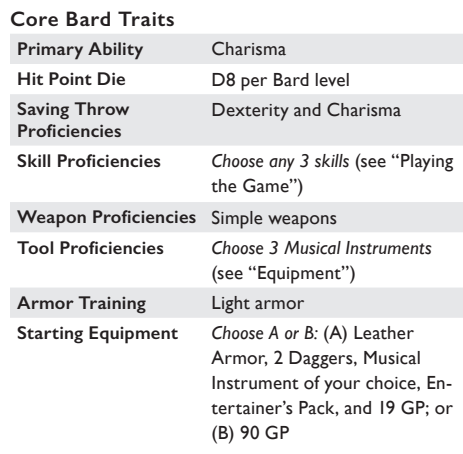 Core Bard Traits
Primary Ability Charisma
Hit Point Die D8 per Bard level
Saving Throw Dexterity and Charisma
Proficiencies
Skill Proficiencies Choose any 3 skills (see “Playing
the Game”)
Weapon Proficiencies Simple weapons
Tool Proficiencies Choose 3 Musical Instruments
(see “Equipment”)
Armor Training Light armor
Starting Equipment Choose A or B: (A) Leather
Armor, 2 Daggers, Musical
Instrument of your choice, En-
tertainer’s Pack, and 19 GP; or
(B) 90 GP